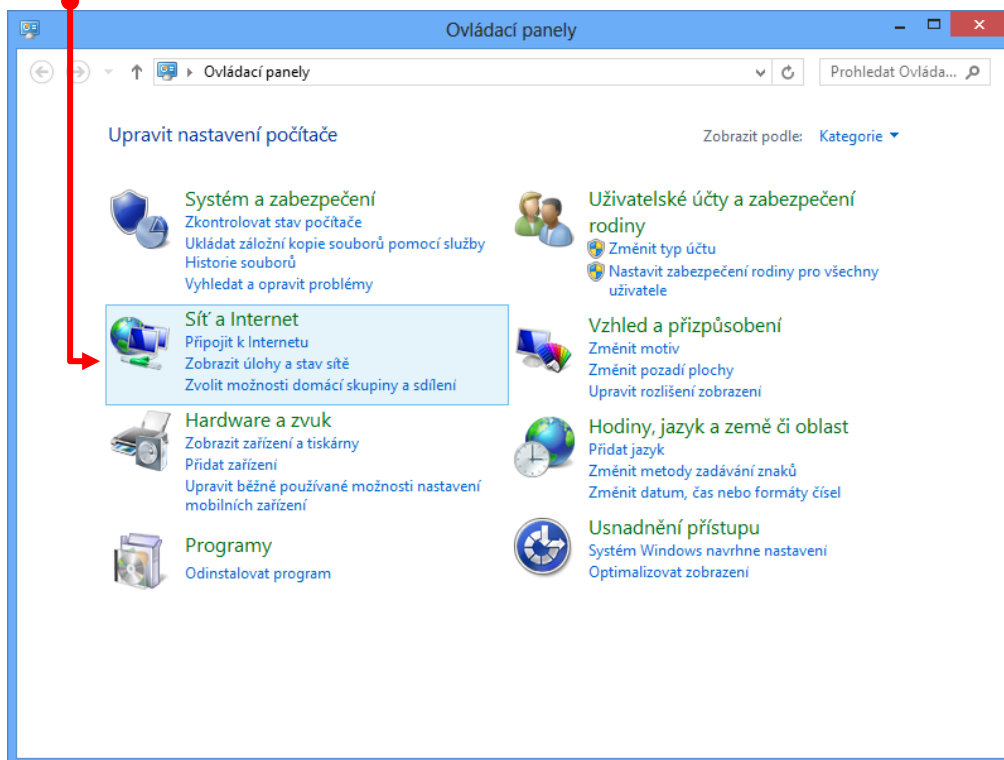 Ovládací panely
Ovládací panely
Prohledat Ovláda...
Upravit nastavení počítače
Zobrazit podle: Kategorie
Systém a zabezpečení
Zkontrolovat stav počítače
Ukládat záložní kopie souborů pomocí služby
Historie souborů
Vyhledat a opravit problémy
Síť a Internet
Připojit k Internetu
Zobrazit úlohy a stav sítě
Zvolit možnosti domácí skupiny a sdílení
Hardware a zvuk
Zobrazit zařízení a tiskárny
Přidat zařízení
Upravit běžně používané možnosti nastavení
mobilních zařízení
Programy
Odinstalovat program
Uživatelské účty a zabezpečení
rodiny
Změnit typ účtu
Nastavit zabezpečení rodiny pro všechny
uživatele
Vzhled a přizpůsobení
Změnit motiv
Změnit pozadí plochy
Upravit rozlišení zobrazení
Hodiny, jazyk a země či oblast
Přidat jazyk
Změnit metody zadávání znaků
Změnit datum, čas nebo formáty čísel
Usnadnění přístupu
Systém Windows navrhne nastavení
Optimalizovat zobrazení